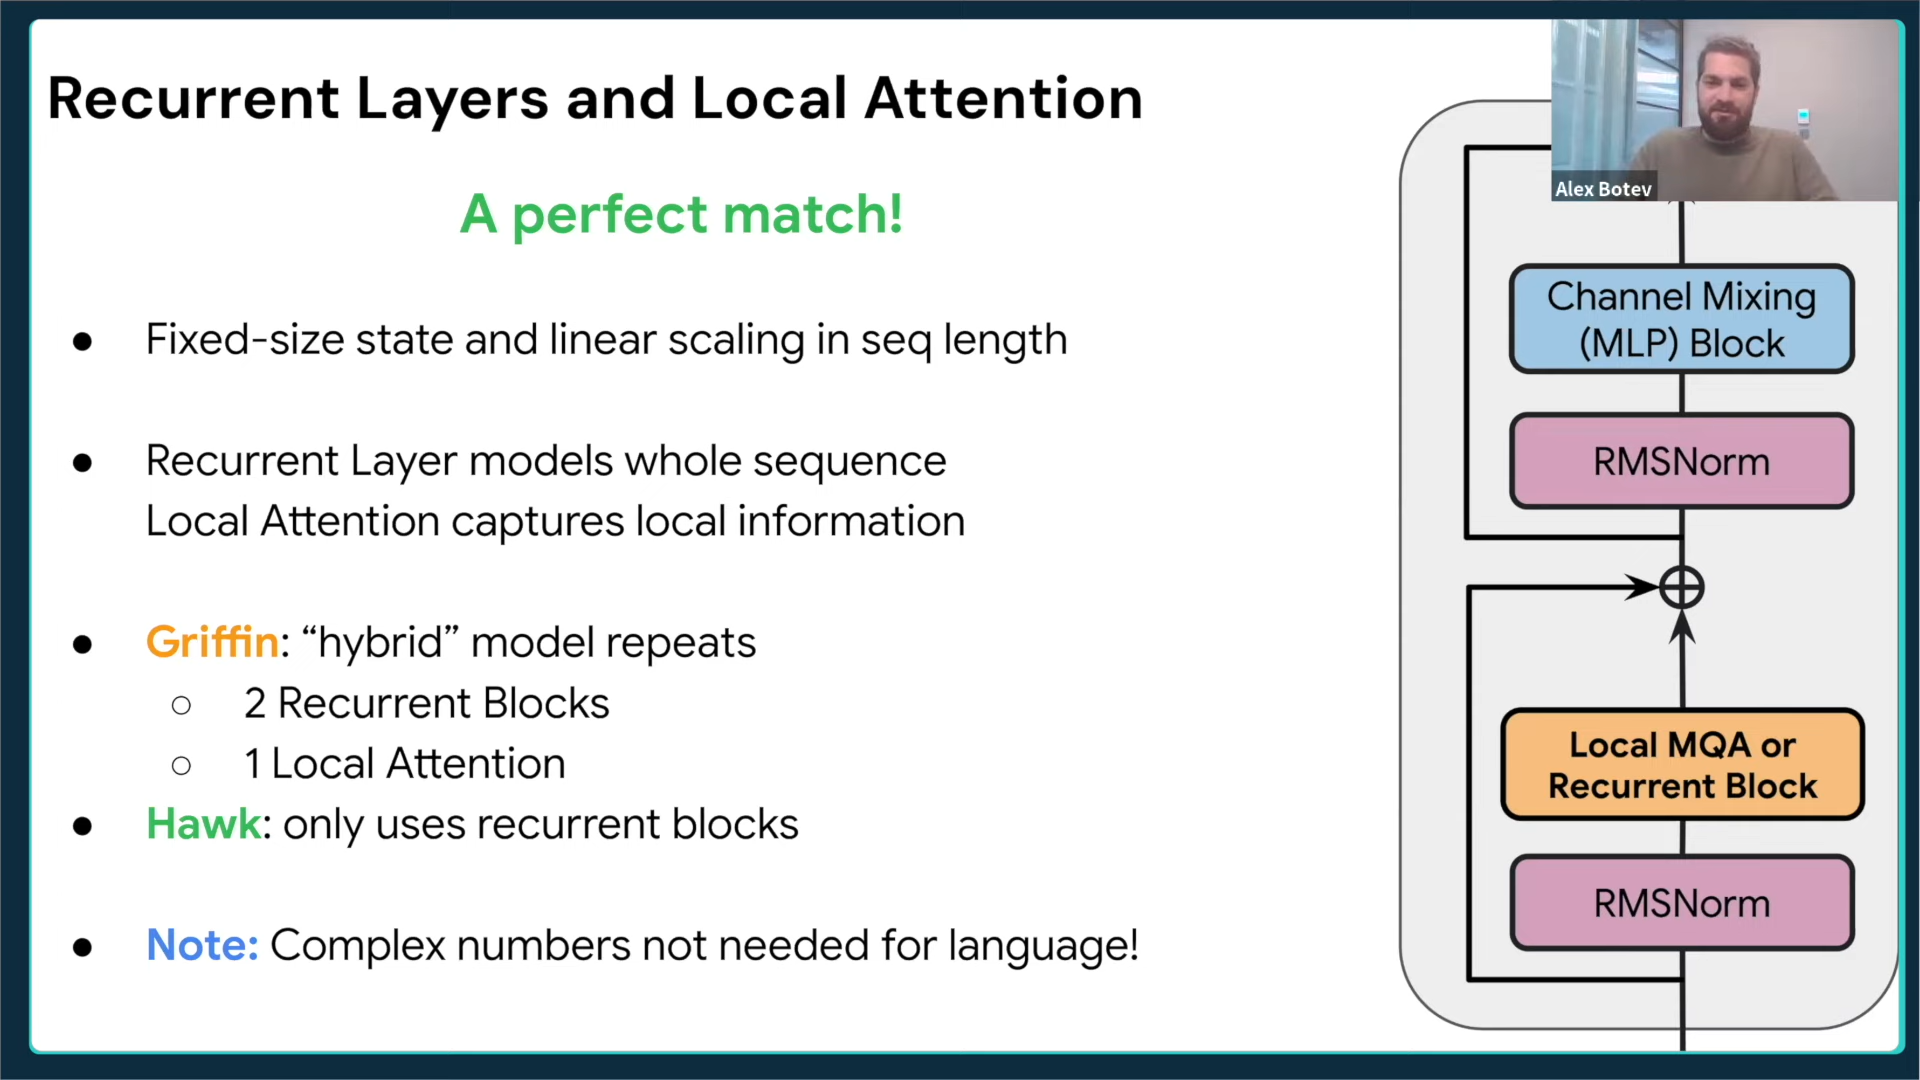 Recurrent Layers and Local Attention
A perfect match!
● Fixed-size state and linear scaling in seq length
● Recurrent Layer models whole sequence
Local Attention captures local information
● Griffin: “hybrid” model repeats
○ 2 Recurrent Blocks
○ 1 Local Attention
● Hawk: only uses recurrent blocks
● Note: Complex numbers not needed for language!
Alex Botev
Channel Mixing
(MLP) Block
RMSNorm
Local MQA or
Recurrent Block
RMSNorm